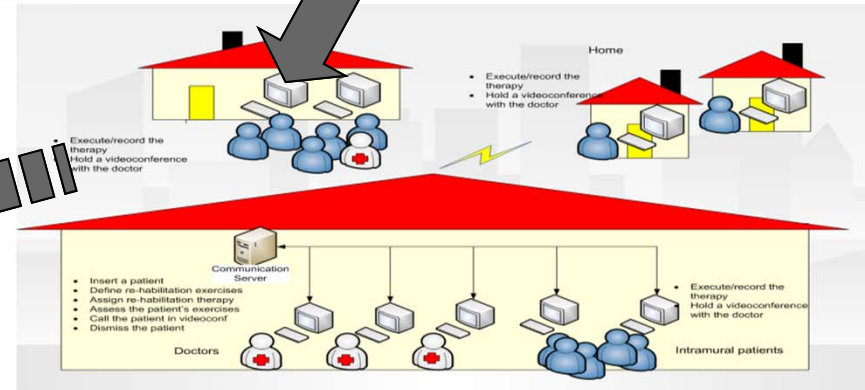 Home
Execute/record the
therapy
Hold a videoconference
with the doctor
Execute/record the
therapy
Hold a videoconference
with the doctor
Communication
Server
Insert a patient
Define re-habilitation exercises
Assign re-habilitation therapy
Assess the patient's exercises
Call the patient in videoconf
Dismiss the patient
Execute/record the
therapy
Hold a videoconference
with the doctor
Doctors
Intramural patients